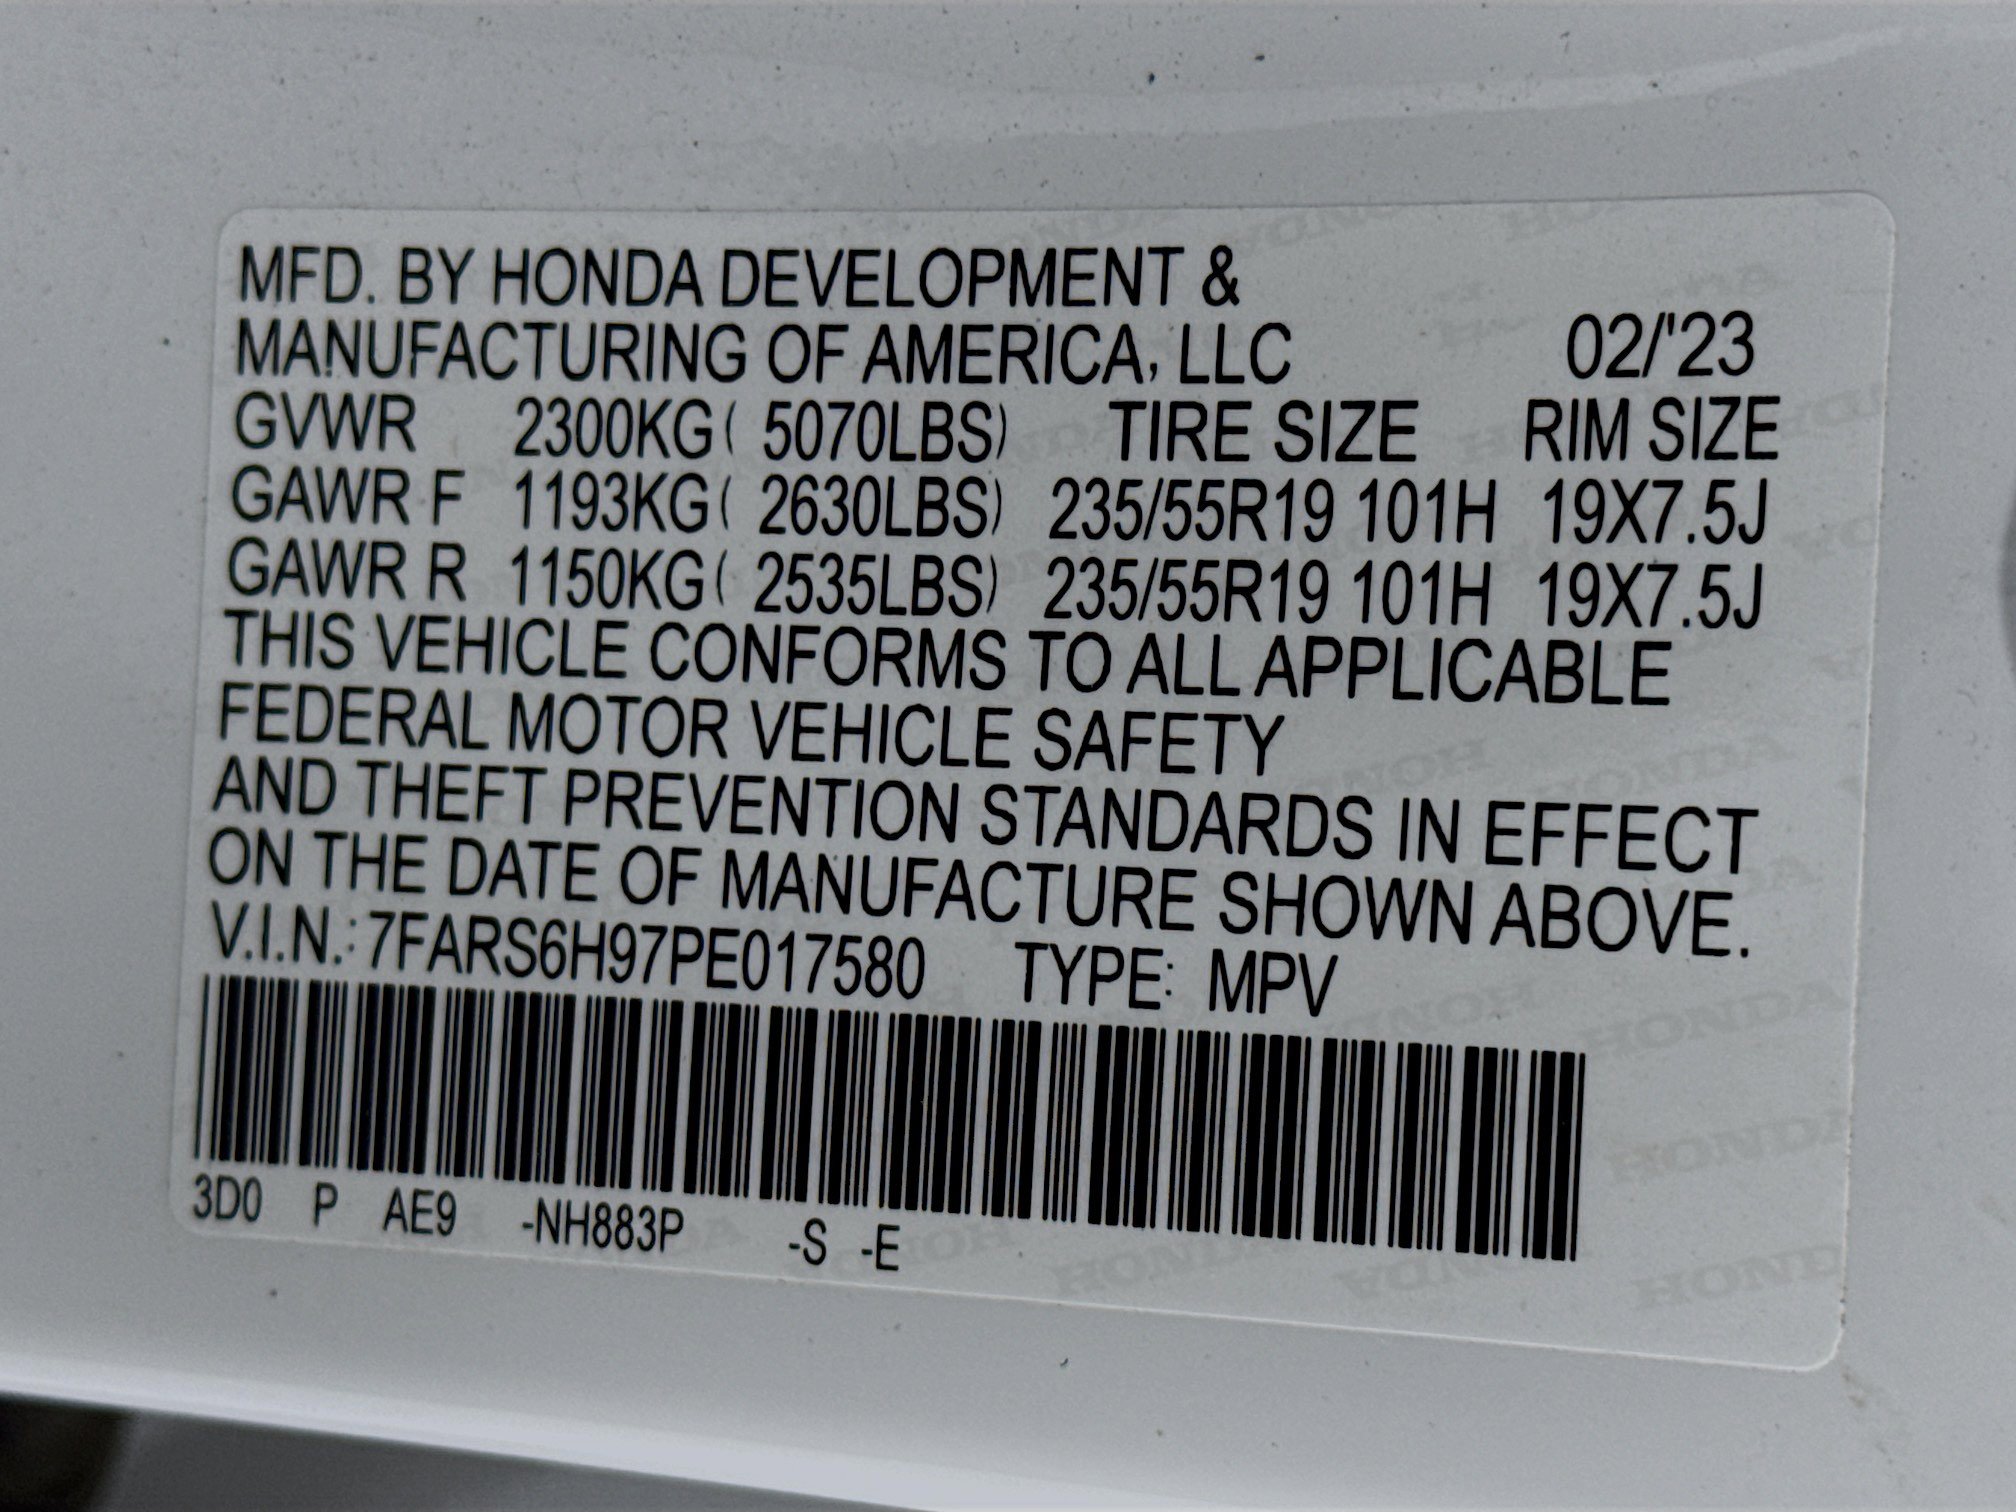 MFD. BY HONDA DEVELOPMENT &
MANUFACTURING OF AMERICA, LLC 02/'23
GVWR 2300KG( 5070LBS) TIRE SIZE RIM SIZE
GAWR F 1193KG( 2630LBS) 235/55R19 101H 19X7.5J
GAWR R 1150KG( 2535LBS) 235/55R19 101H 19X7.5J
THIS VEHICLE CONFORMS TO ALL APPLICABLE
FEDERAL MOTOR VEHICLE SAFETY
AND THEFT PREVENTION STANDARDS IN EFFECT
ON THE DATE OF MANUFACTURE SHOWN ABOVE.
V.I.N.: 7FARS6H97PE017580 TYPE: MPV
3D0 P AE9 -NH883P -S -E